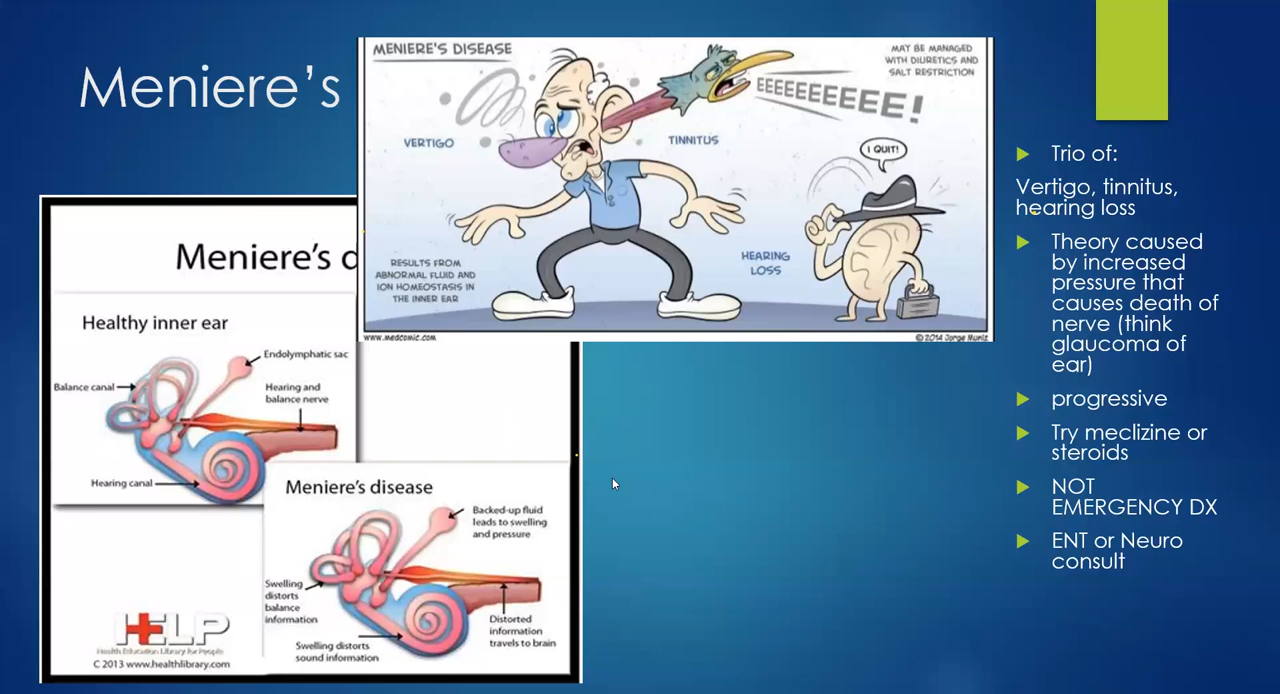 Meniere's
MENIERE'S DISEASE
MAY BE MANAGED
WITH DIURETICS AND
SALT RESTRICTION
EEEEEEEEEE!
VERTIGO
TINNITUS
I QUIT!
HEARING
LOSS
RESULTS FROM
ABNORMAL FLUID AND
ION HOMEOSTASIS IN
THE INNER EAR
www.medcomic.com
© 2014 Jorge Muniz
Meniere's d
Healthy inner ear
Endolymphatic sac
Balance canal
Hearing and
balance nerve
Hearing canal
Meniere's disease
Backed-up fluid
leads to swelling
and pressure
Swelling
distorts
balance
information
Swelling distorts
sound information
Distorted
information
travels to brain
HELP
Health Education Library for People
© 2013 www.healthlibrary.com
Trio of:
Vertigo, tinnitus,
hearing loss
Theory caused
by increased
pressure that
causes death of
nerve (think
glaucoma of
ear)
progressive
Try meclizine or
steroids
NOT
EMERGENCY DX
ENT or Neuro
consult